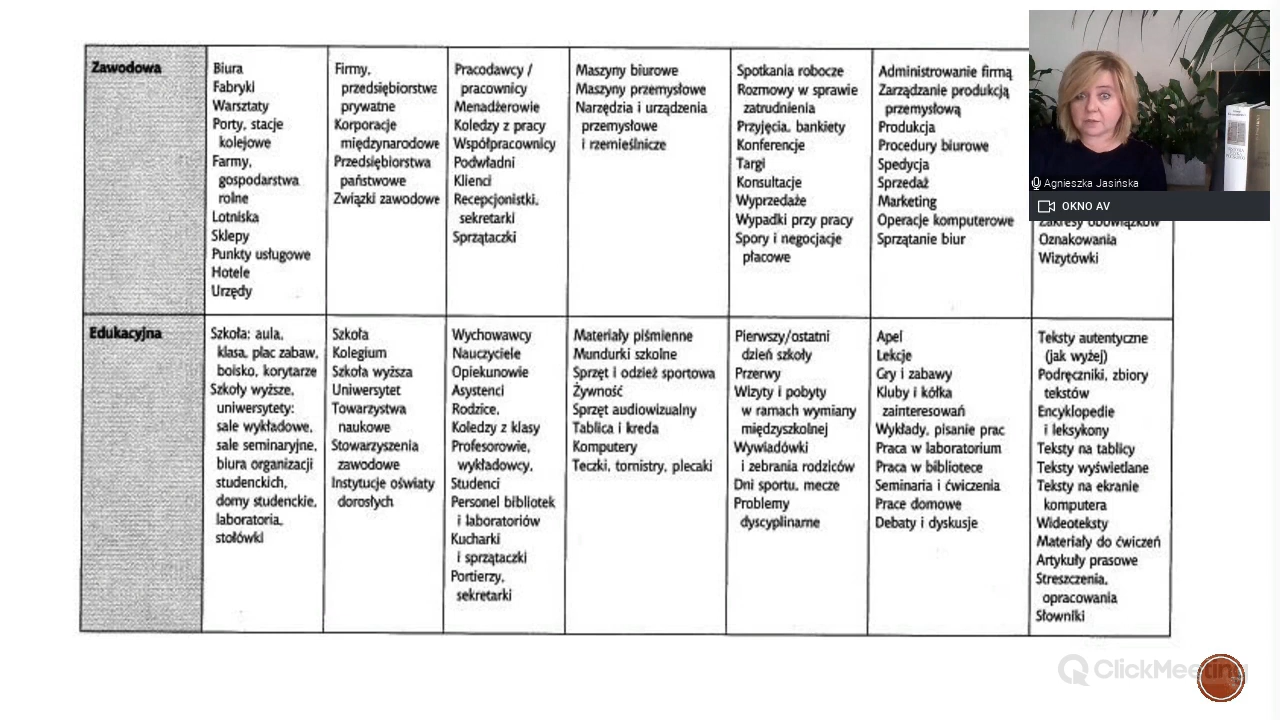 Zawodowa
Biura
Fabryki
Warsztaty
Porty, stacje
kolejowe
Farmy,
gospodarstwa
rolne
Lotniska
Sklepy
Punkty usługowe
Hotele
Urzędy
Firmy,
przedsiębiorstwa
prywatne
Korporacje
międzynarodowe
Przedsiębiorstwa
państwowe
Związki zawodowe
Pracodawcy /
pracownicy
Menadżerowie
Koledzy z pracy
Współpracownicy
Podwładni
Klienci
Recepcjonistki,
sekretarki
Sprzątaczki
Maszyny biurowe
Maszyny przemysłowe
Narzędzia i urządzenia
przemysłowe
i rzemieślnicze
Spotkania robocze
Rozmowy w sprawie
zatrudnienia
Przyjęcia, bankiety
Konferencje
Targi
Konsultacje
Wyprzedaże
Wypadki przy pracy
Spory i negocjacje
płacowe
Administrowanie firmą
Zarządzanie produkcją
przemysłową
Produkcja
Procedury biurowe
Spedycja
Sprzedaż
Marketing
Operacje komputerowe
Sprzątanie biur
Zakresy obowiązków
Oznakowania
Wizytówki
Edukacyjna
Szkoła: aula,
klasa, plac zabaw,
boisko, korytarze
Szkoły wyższe,
uniwersytety:
sale wykładowe,
sale seminaryjne,
biura organizacji
studenckich,
domy studenckie,
laboratoria,
stołówki
Szkoła
Kolegium
Szkoła wyższa
Uniwersytet
Towarzystwa
naukowe
Stowarzyszenia
zawodowe
Instytucje oświaty
dorosłych
Wychowawcy
Nauczyciele
Opiekunowie
Asystenci
Rodzice,
Koledzy z klasy
Profesorowie,
wykładowcy,
Studenci
Personel bibliotek
i laboratoriów
Kucharki
i sprzątaczki
Portierzy,
sekretarki
Materiały piśmienne
Mundurki szkolne
Sprzęt i odzież sportowa
Żywność
Sprzęt audiowizualny
Tablica i kreda
Komputery
Teczki, tornistry, plecaki
Pierwszy/ostatni
dzień szkoły
Przerwy
Wizyty i pobyty
w ramach wymiany
międzyszkolnej
Wywiadówki
i zebrania rodziców
Dni sportu, mecze
Problemy
dyscyplinarne
Apel
Lekcje
Gry i zabawy
Kluby i kółka
zainteresowań
Wykłady, pisanie prac
Praca w laboratorium
Praca w bibliotece
Seminaria i ćwiczenia
Prace domowe
Debaty i dyskusje
Teksty autentyczne
(jak wyżej)
Podręczniki, zbiory
tekstów
Encyklopedie
i leksykony
Teksty na tablicy
Teksty wyświetlane
Teksty na ekranie
komputera
Wideoteksty
Materiały do ćwiczeń
Artykuły prasowe
Streszczenia,
opracowania
Słowniki
Agnieszka Jasińska
OKNO AV
ClickMeeting